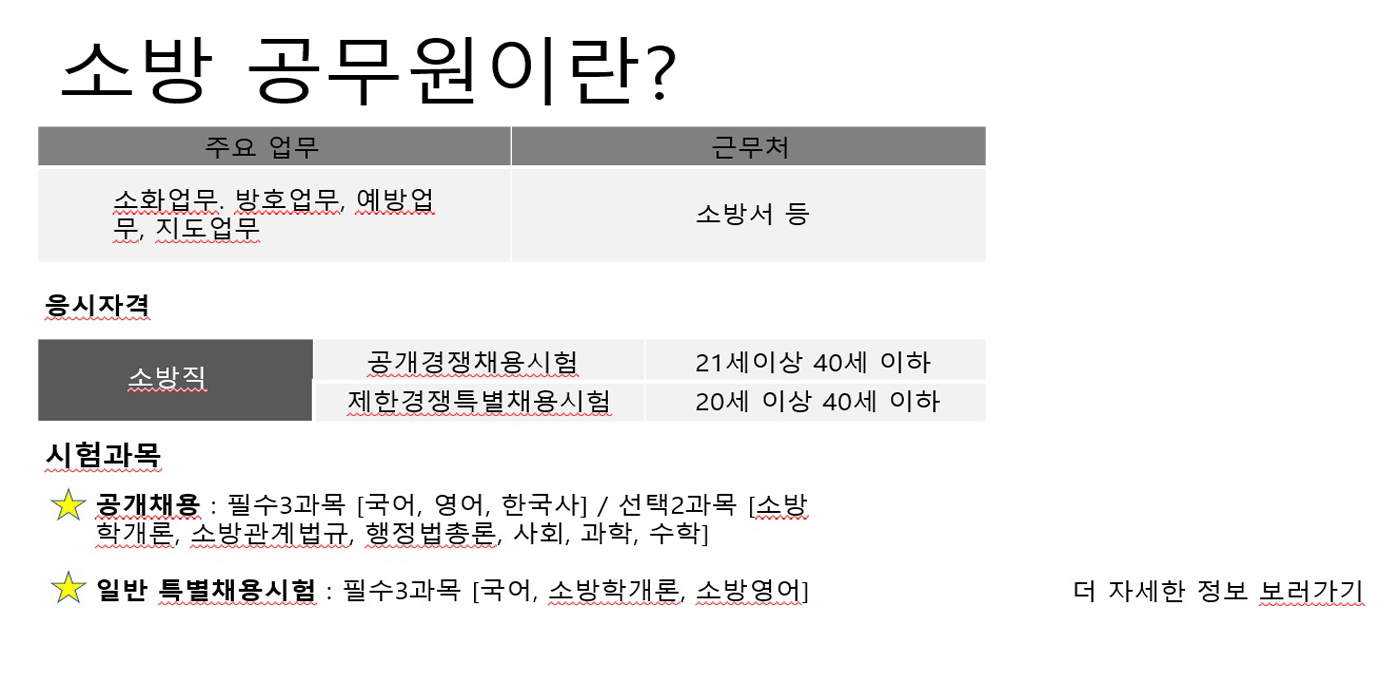 소방 공무원이란?
주요 업무 근무처
소화업무. 방호업무, 예방업
무, 지도업무
소방서 등
응시자격
소방직
공개경쟁채용시험 21세이상 40세 이하
제한경쟁특별채용시험 20세 이상 40세 이하
시험과목
공개채용 : 필수3과목 [국어, 영어, 한국사] / 선택2과목 [소방
학개론, 소방관계법규, 행정법총론, 사회, 과학, 수학]
일반 특별채용시험 : 필수3과목 [국어, 소방학개론, 소방영어]
더 자세한 정보 보러가기